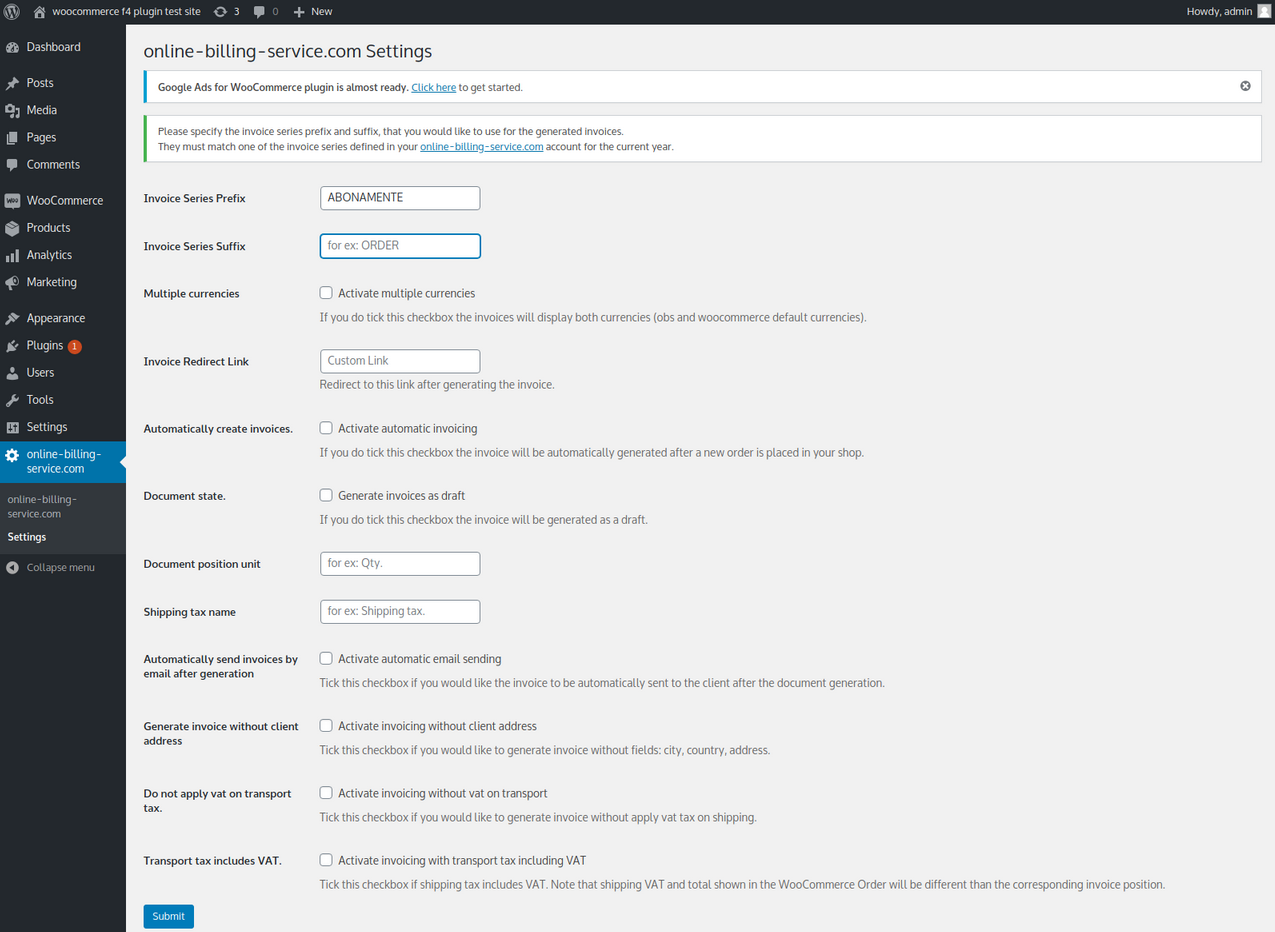 woocommerce f4 plugin test site 3 0 New Howdy, admin
Dashboard
Posts
Media
Pages
Comments
WooCommerce
Products
Analytics
Marketing
Appearance
Plugins 1
Users
Tools
Settings
online-billing-
service.com
online-billing-
service.com
Settings
Collapse menu
online-billing-service.com Settings
Google Ads for WooCommerce plugin is almost ready. Click here to get started.
Please specify the invoice series prefix and suffix, that you would like to use for the generated invoices.
They must match one of the invoice series defined in your online-billing-service.com account for the current year.
Invoice Series Prefix ABONAMENTE
Invoice Series Suffix for ex: ORDER
Multiple currencies Activate multiple currencies
If you do tick this checkbox the invoices will display both currencies (obs and woocommerce default currencies).
Invoice Redirect Link Custom Link
Redirect to this link after generating the invoice.
Automatically create invoices. Activate automatic invoicing
If you do tick this checkbox the invoice will be automatically generated after a new order is placed in your shop.
Document state. Generate invoices as draft
If you do tick this checkbox the invoice will be generated as a draft.
Document position unit for ex: Qty.
Shipping tax name for ex: Shipping tax.
Automatically send invoices by
email after generation
Activate automatic email sending
Tick this checkbox if you would like the invoice to be automatically sent to the client after the document generation.
Generate invoice without client
address
Activate invoicing without client address
Tick this checkbox if you would like to generate invoice without fields: city, country, address.
Do not apply vat on transport
tax.
Activate invoicing without vat on transport
Tick this checkbox if you would like to generate invoice without apply vat tax on shipping.
Transport tax includes VAT. Activate invoicing with transport tax including VAT
Tick this checkbox if shipping tax includes VAT. Note that shipping VAT and total shown in the WooCommerce Order will be different than the corresponding invoice position.
Submit